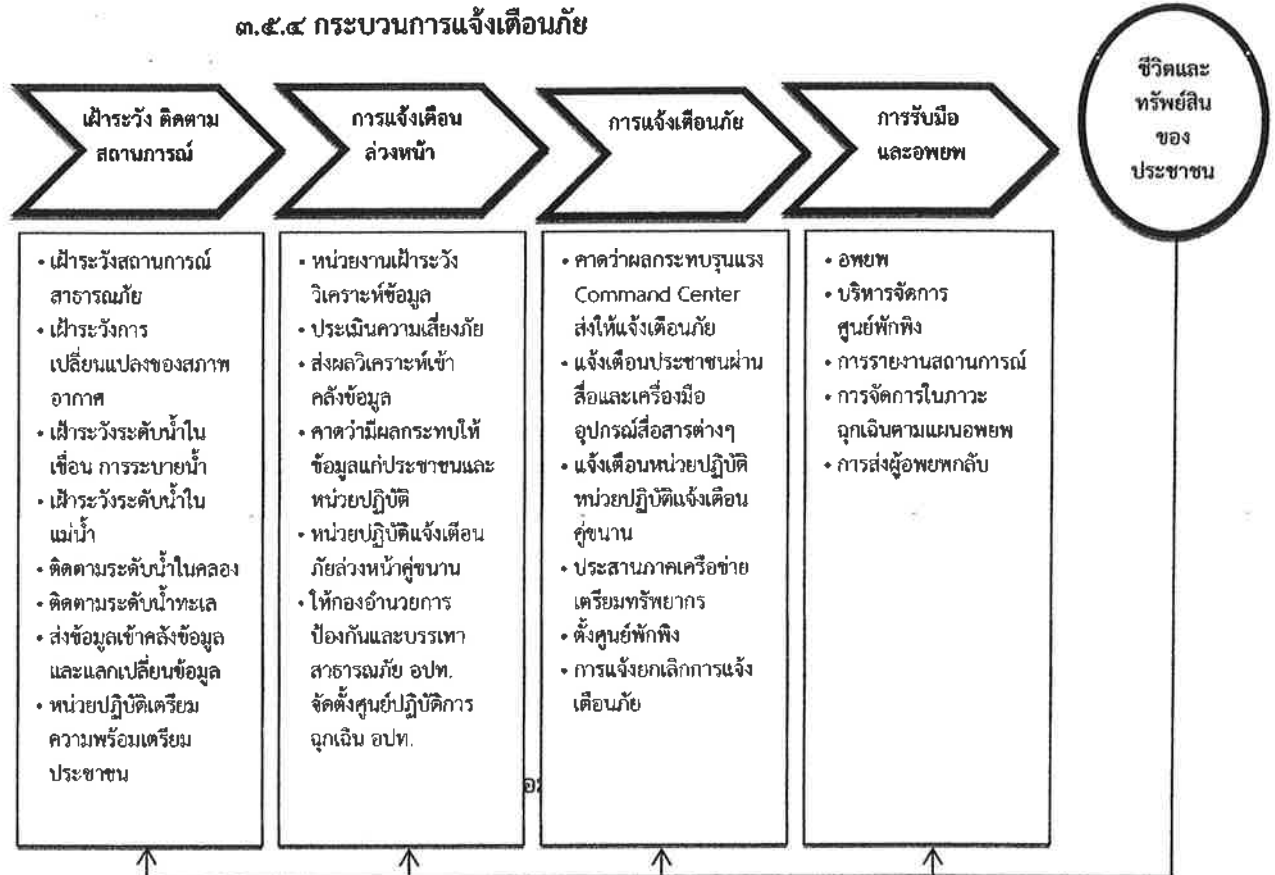 ๓.๕.๔ กระบวนการแจ้งเตือนภัย
เฝ้าระวัง ติดตาม
สถานการณ์
การแจ้งเตือน
ล่วงหน้า
การแจ้งเตือนภัย
การรับมือ
และอพยพ
ชีวิตและ
ทรัพย์สิน
ของ
ประชาชน
• เฝ้าระวังสถานการณ์
สาธารณภัย
• เฝ้าระวังการ
เปลี่ยนแปลงของสภาพ
อากาศ
• เฝ้าระวังระดับน้ำใน
เขื่อน การระบายน้ำ
• เฝ้าระวังระดับน้ำใน
แม่น้ำ
• ติดตามระดับน้ำในคลอง
• ติดตามระดับน้ำทะเล
• ส่งข้อมูลเข้าคลังข้อมูล
และแลกเปลี่ยนข้อมูล
• หน่วยปฏิบัติเตรียม
ความพร้อมเตรียม
ประชาชน
• หน่วยงานเฝ้าระวัง
วิเคราะห์ข้อมูล
• ประเมินความเสี่ยงภัย
• ส่งผลวิเคราะห์เข้า
คลังข้อมูล
• คาดว่ามีผลกระทบให้
ข้อมูลแก่ประชาชนและ
หน่วยปฏิบัติ
• หน่วยปฏิบัติแจ้งเตือน
ภัยล่วงหน้าคู่ขนาน
• ให้กองอำนวยการ
ป้องกันและบรรเทา
สาธารณภัย อปท.
จัดตั้งศูนย์ปฏิบัติการ
ฉุกเฉิน อปท.
• คาดว่าผลกระทบรุนแรง
Command Center
ส่งให้แจ้งเตือนภัย
• แจ้งเตือนประชาชนผ่าน
สื่อและเครื่องมือ
อุปกรณ์สื่อสารต่างๆ
• แจ้งเตือนหน่วยปฏิบัติ
หน่วยปฏิบัติแจ้งเตือน
คู่ขนาน
• ประสานภาคเครือข่าย
เตรียมทรัพยากร
• ตั้งศูนย์พักพิง
• การแจ้งยกเลิกการแจ้ง
เตือนภัย
• อพยพ
• บริหารจัดการ
ศูนย์พักพิง
• การรายงานสถานการณ์
• การจัดการในภาวะ
ฉุกเฉินตามแผนอพยพ
• การส่งผู้อพยพกลับ